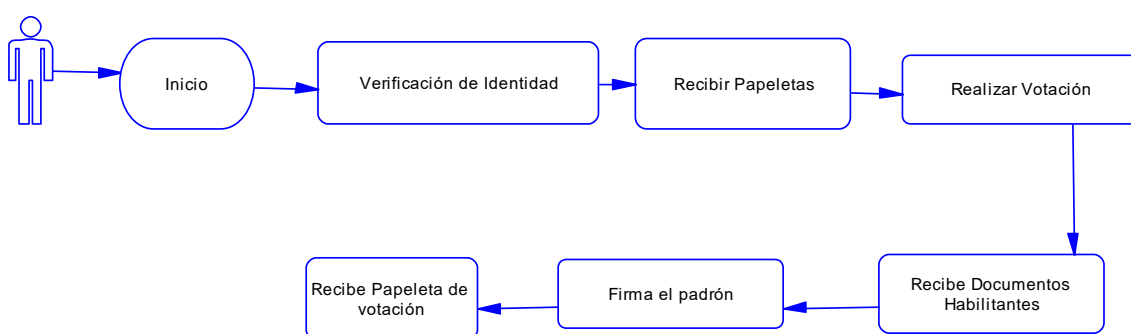 Inicio
Verificación de Identidad
Recibir Papeletas
Realizar Votación
Recibe Documentos
Habilitantes
Firma el padrón
Recibe Papeleta de
votación